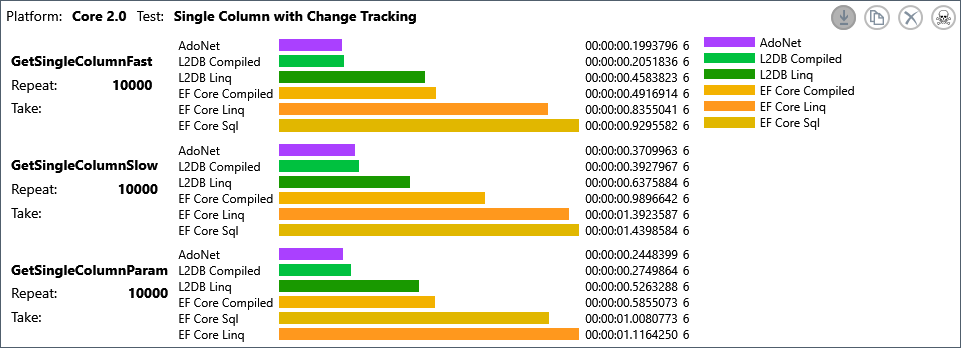 Platform: Core 2.0 Test: Single Column with Change Tracking
GetSingleColumnFast
Repeat: 10000
Take:
AdoNet 00:00:00.1993796 6
L2DB Compiled 00:00:00.2051836 6
L2DB Linq 00:00:00.4583823 6
EF Core Compiled 00:00:00.4916914 6
EF Core Linq 00:00:00.8355041 6
EF Core Sql 00:00:00.9295582 6
GetSingleColumnSlow
Repeat: 10000
Take:
AdoNet 00:00:00.3709963 6
L2DB Compiled 00:00:00.3927967 6
L2DB Linq 00:00:00.6375884 6
EF Core Compiled 00:00:00.9896642 6
EF Core Linq 00:00:01.3923587 6
EF Core Sql 00:00:01.4398584 6
GetSingleColumnParam
Repeat: 10000
Take:
AdoNet 00:00:00.2448399 6
L2DB Compiled 00:00:00.2749864 6
L2DB Linq 00:00:00.5263288 6
EF Core Compiled 00:00:00.5855073 6
EF Core Sql 00:00:01.0080773 6
EF Core Linq 00:00:01.1164250 6
AdoNet
L2DB Compiled
L2DB Linq
EF Core Compiled
EF Core Linq
EF Core Sql